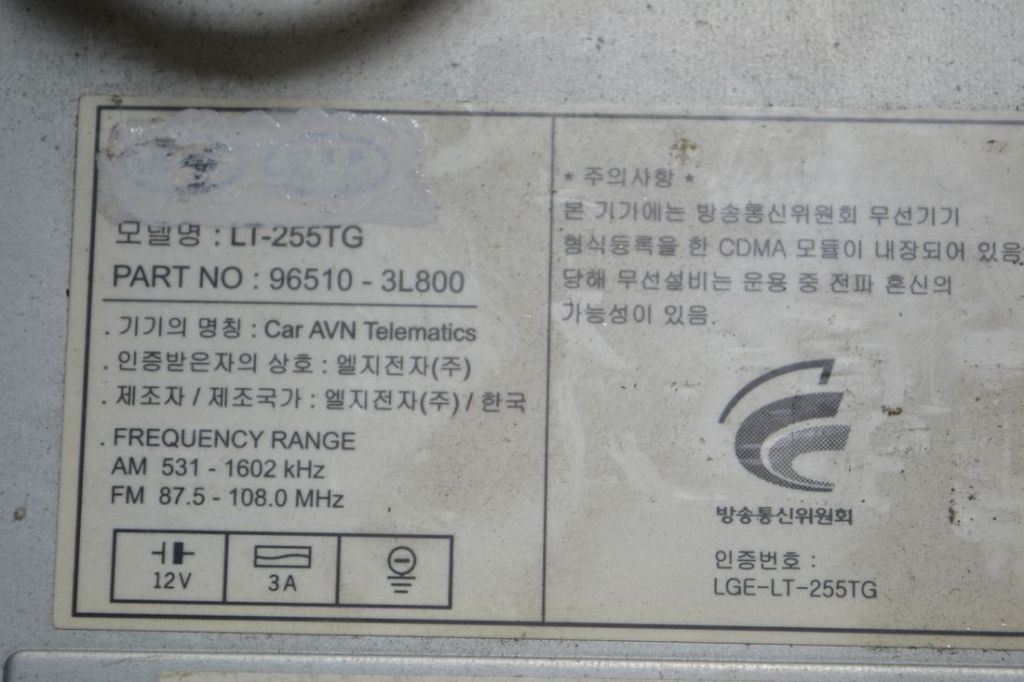 모델명 : LT-255TG
PART NO : 96510 - 3L800
. 기기의 명칭 : Car AVN Telematics
. 인증받은자의 상호 : 엘지전자(주)
. 제조자 / 제조국가 : 엘지전자(주) / 한국
. FREQUENCY RANGE
AM 531 - 1602 kHz
FM 87.5 - 108.0 MHz
12V
3A
* 주의사항 *
본 기기에는 방송통신위원회 무선기기
형식등록을 한 CDMA 모듈이 내장되어 있음
당해 무선설비는 운용 중 전파 혼신의
가능성이 있음.
방송통신위원회
인증번호 :
LGE-LT-255TG